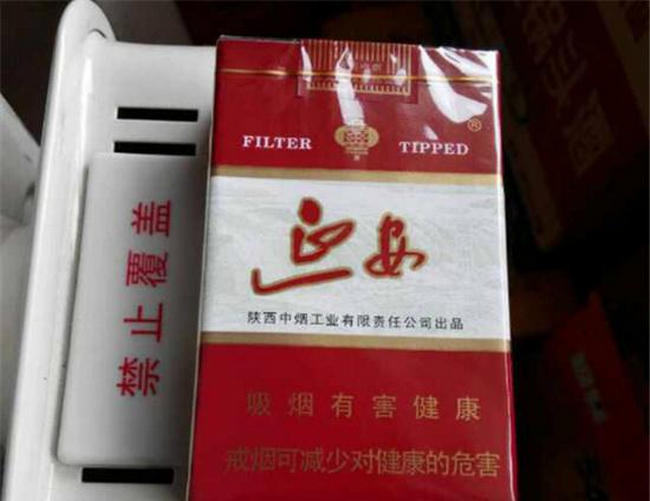 FILTER TIPPED
®
延安
陕西中烟工业有限责任公司出品
吸烟有害健康
戒烟可减少对健康的危害
禁止覆盖